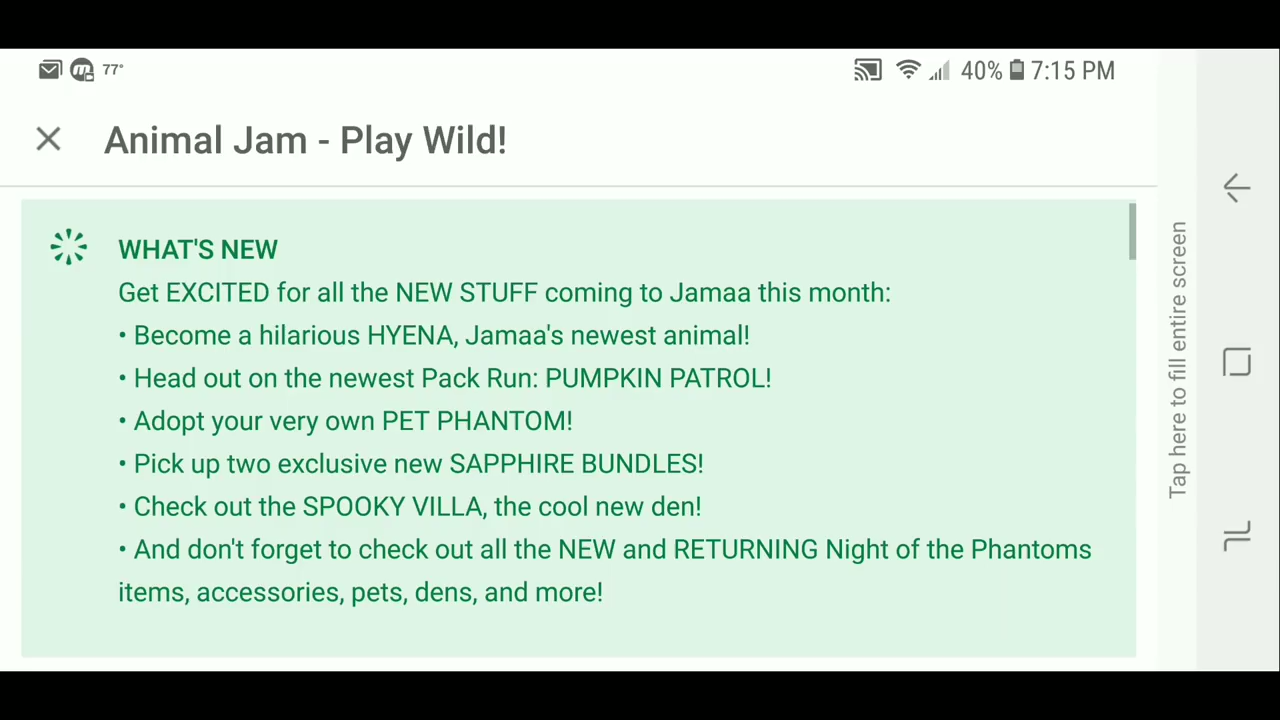 77°
40% 7:15 PM
Animal Jam - Play Wild!
WHAT'S NEW
Get EXCITED for all the NEW STUFF coming to Jamaa this month:
• Become a hilarious HYENA, Jamaa's newest animal!
• Head out on the newest Pack Run: PUMPKIN PATROL!
• Adopt your very own PET PHANTOM!
• Pick up two exclusive new SAPPHIRE BUNDLES!
• Check out the SPOOKY VILLA, the cool new den!
• And don't forget to check out all the NEW and RETURNING Night of the Phantoms
items, accessories, pets, dens, and more!
Tap here to fill entire screen